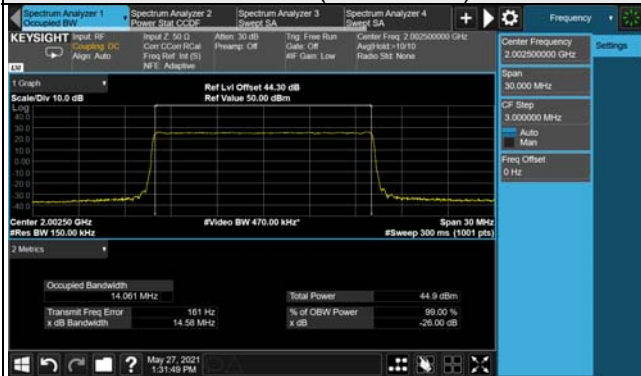 Spectrum Analyzer 1
Occupied BW
Spectrum Analyzer 2
Power Stat CCDF
Spectrum Analyzer 3
Swept SA
Spectrum Analyzer 4
Swept SA
Frequency
KEYSIGHT
Input: RF
Coupling: DC
Align: Auto
Input Z: 50 Ω
Corr CCorr RCal
Freq Ref: Int (S)
NFE: Adaptive
Atten: 30 dB
Preamp: Off
Trig: Free Run
Gate: Off
#IF Gain: Low
Center Freq: 2.002500000 GHz
Avg|Hold:>10/10
Radio Std: None
Center Frequency
2.002500000 GHz
Settings
Span
30.000 MHz
CF Step
3.000000 MHz
Auto
Man
Freq Offset
0 Hz
1 Graph
Scale/Div 10.0 dB
Ref Lvl Offset 44.30 dB
Ref Value 50.00 dBm
Log
40.0
30.0
20.0
10.0
0.00
-10.0
-20.0
-30.0
-40.0
Center 2.00250 GHz
#Res BW 150.00 kHz
#Video BW 470.00 kHz*
Span 30 MHz
#Sweep 300 ms (1001 pts)
2 Metrics
Occupied Bandwidth
14.061 MHz
Total Power
44.9 dBm
Transmit Freq Error
161 Hz
% of OBW Power
99.00 %
x dB Bandwidth
14.58 MHz
x dB
-26.00 dB
May 27, 2021
1:31:49 PM